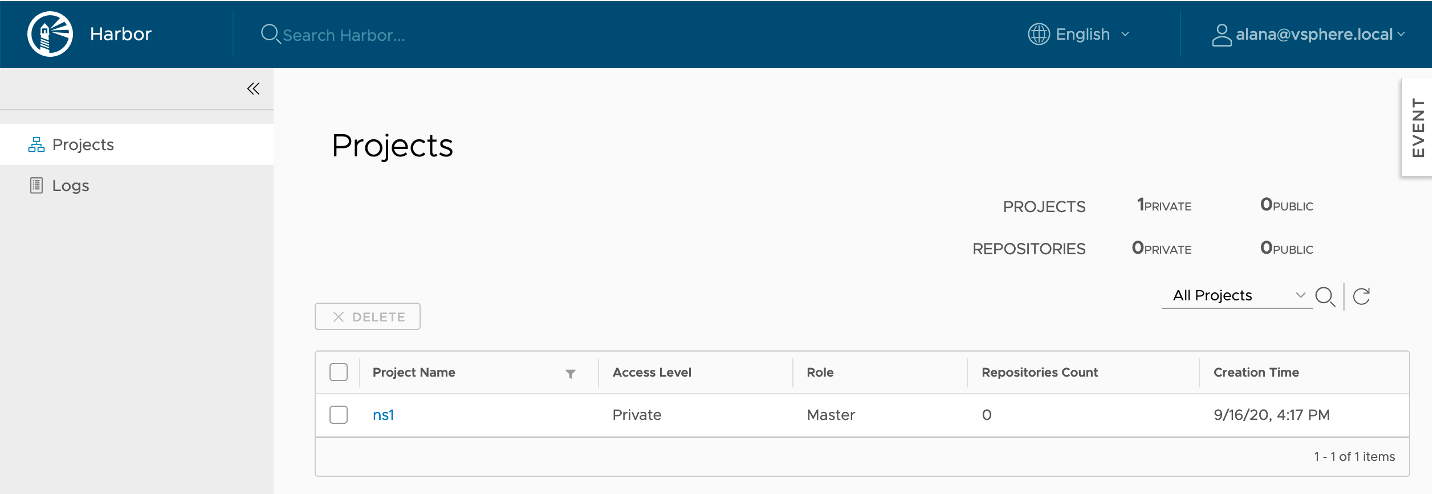 Harbor
Search Harbor...
English
alana@vsphere.local
EVENT
Projects
Logs
Projects
PROJECTS 1PRIVATE 0PUBLIC
REPOSITORIES 0PRIVATE 0PUBLIC
All Projects
DELETE
Project Name Access Level Role Repositories Count Creation Time
ns1 Private Master 0 9/16/20, 4:17 PM
1 - 1 of 1 items